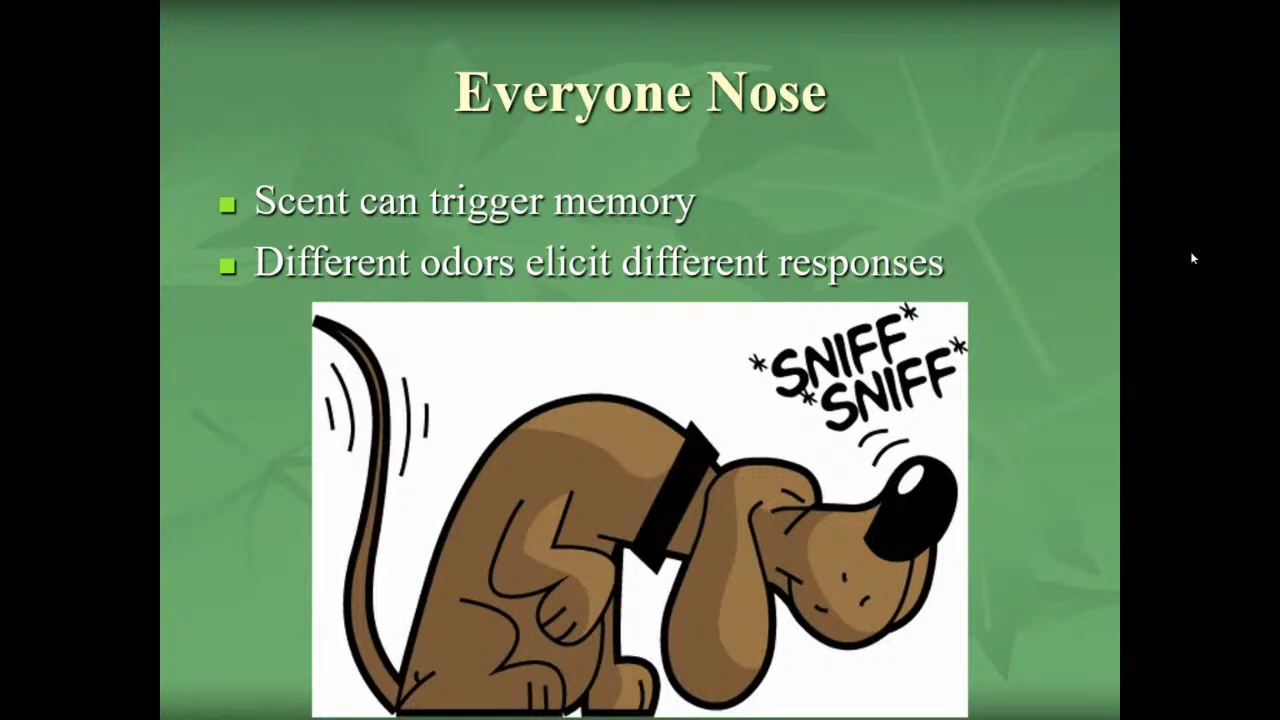 Everyone Nose
Scent can trigger memory
Different odors elicit different responses
*SNIFF*
*SNIFF*